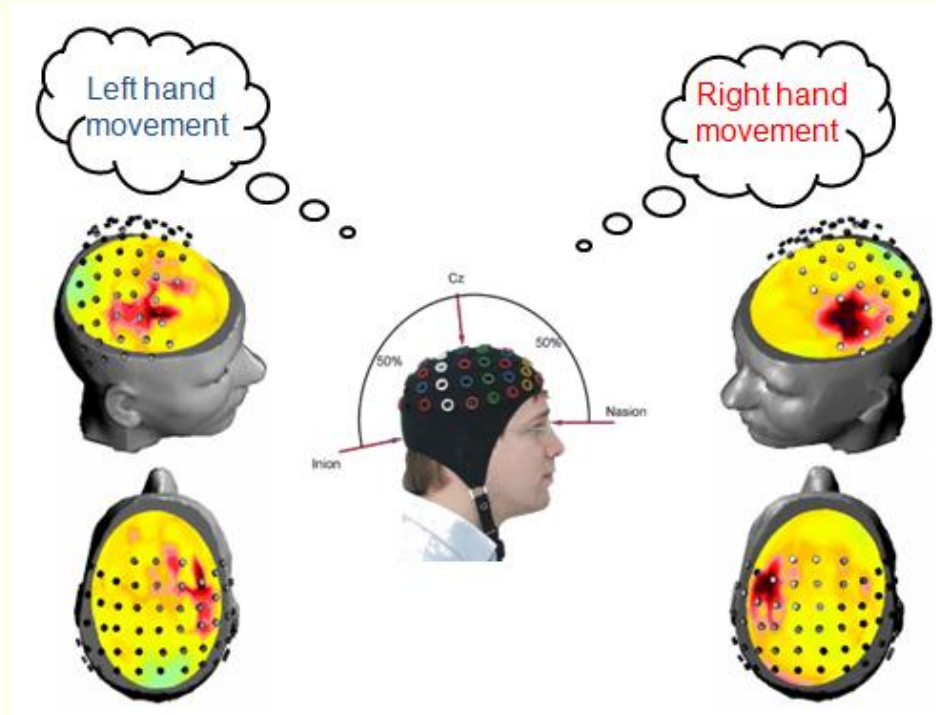 Left hand
movement
Right hand
movement
Cz
50%
50%
Nasion
Inion